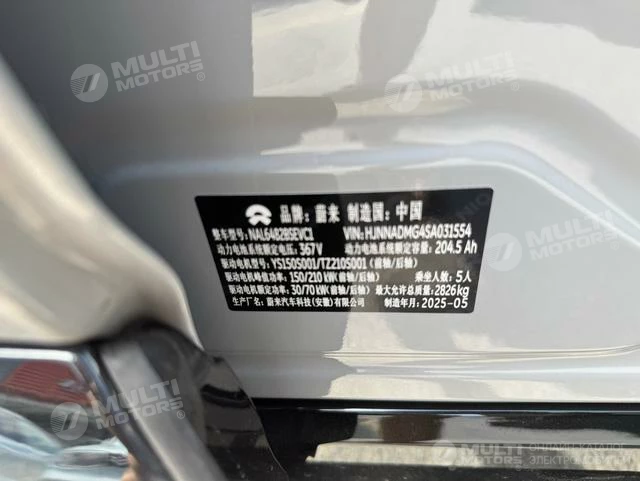 MULTI
MOTORS®
MULTI
MOTORS®
品牌: 蔚来 制造国: 中国
整车型号: NAL6482BSEVC1 VIN: HJNNADMG4SA031554
动力电池系统额定电压: 367V 动力电池系统额定容量: 204.5 Ah
驱动电机型号: YS150S001/TZ210S001 (前轴/后轴)
驱动电机峰值功率: 150/210 kW (前轴/后轴) 乘坐人数: 5人
驱动电机额定功率: 30/70 kW (前轴/后轴) 最大允许总质量: 2826kg
生产厂名: 蔚来汽车科技(安徽)有限公司 制造年月: 2025-05
MULTI
MOTORS®
MULTI
MOTORS
ОНЛАЙН-КАТАЛОГ
ЭЛЕКТРОМОБИЛЕЙ